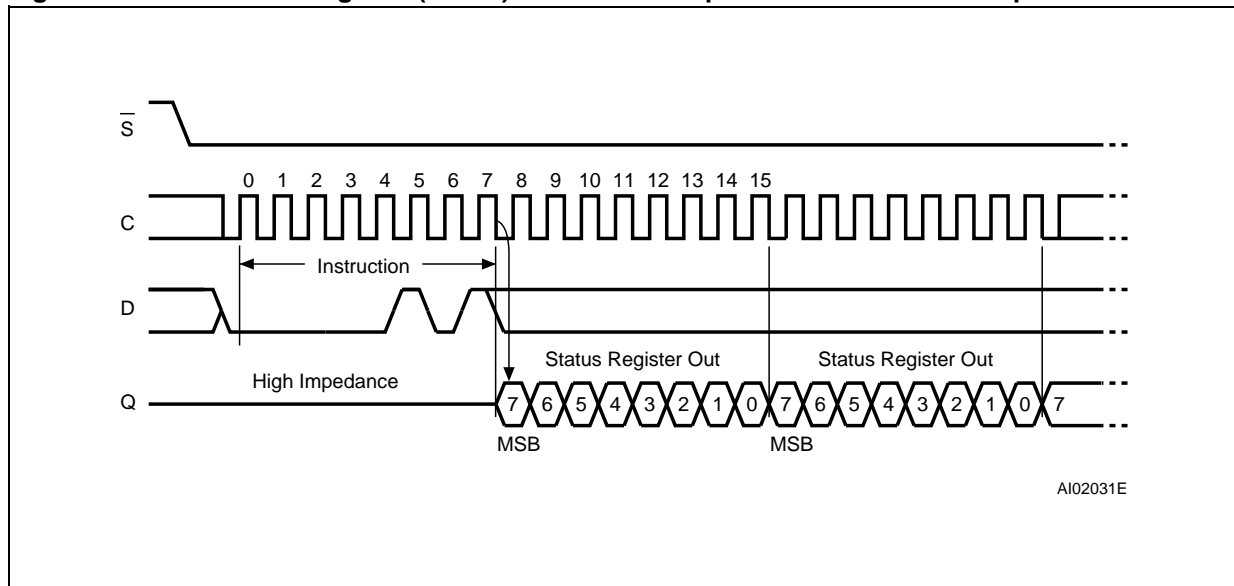 S
0 1 2 3 4 5 6 7 8 9 10 11 12 13 14 15
C
Instruction
D
Status Register Out Status Register Out
High Impedance
Q 7 6 5 4 3 2 1 0 7 6 5 4 3 2 1 0 7
MSB MSB
AI02031E